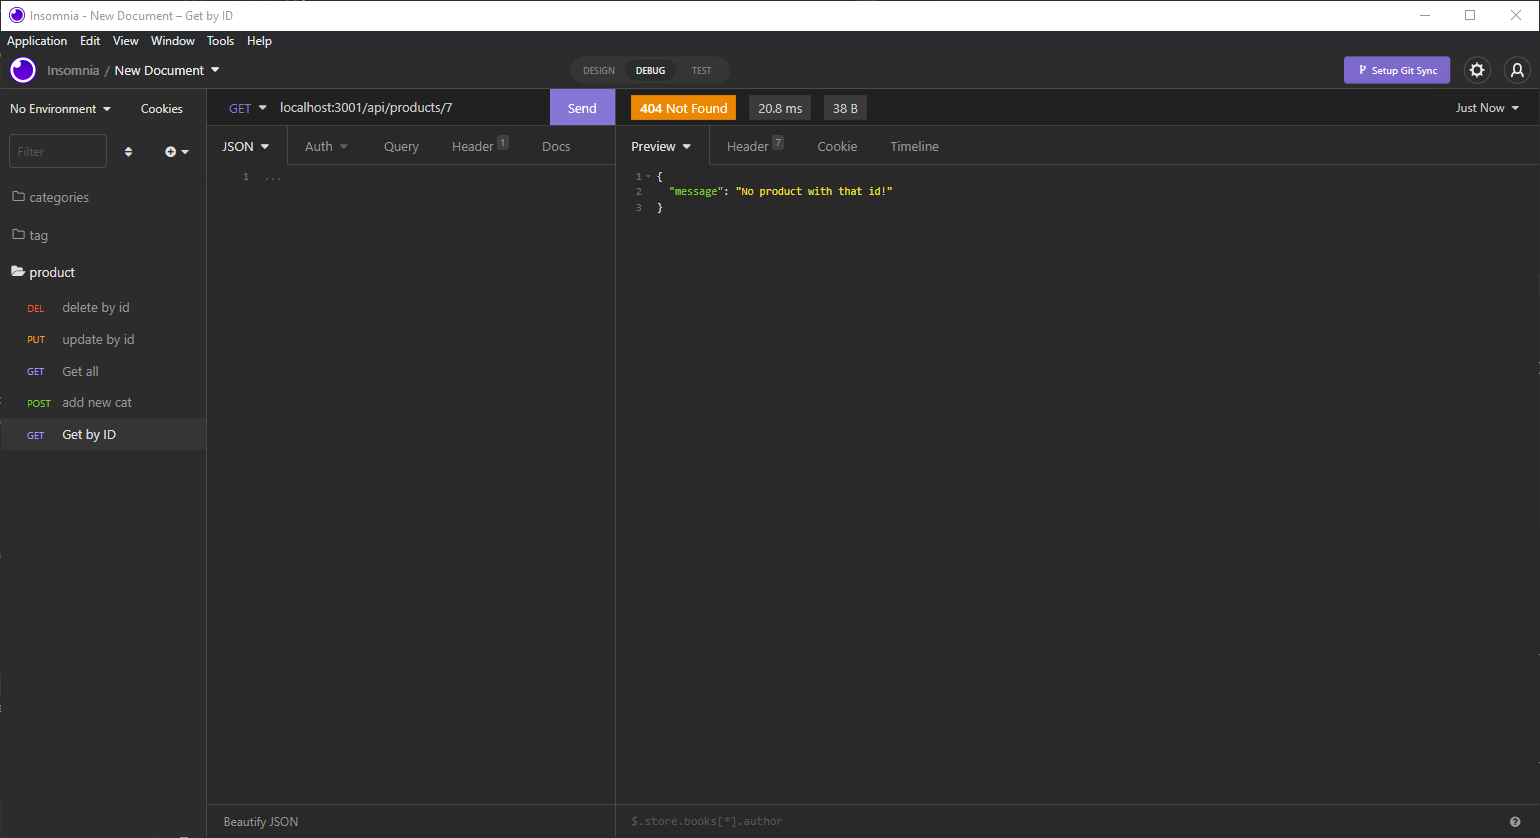 Insomnia - New Document – Get by ID
Application Edit View Window Tools Help
Insomnia / New Document
DESIGN DEBUG TEST
Setup Git Sync
No Environment Cookies
GET localhost:3001/api/products/7 Send
404 Not Found 20.8 ms 38 B
Just Now
Filter
JSON Auth Query Header 1 Docs
Preview Header 7 Cookie Timeline
1 ...
1 {
2 "message": "No product with that id!"
3 }
categories
tag
product
DEL delete by id
PUT update by id
GET Get all
POST add new cat
GET Get by ID
Beautify JSON
$.store.books[*].author